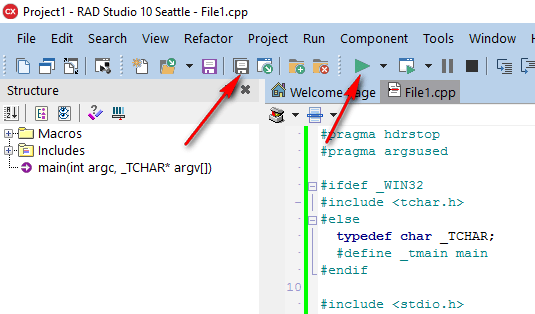 CX Project1 - RAD Studio 10 Seattle - File1.cpp
File Edit Search View Refactor Project Run Component Tools Window H
Structure
Welcome age File1.cpp
Macros
Includes
main(int argc, _TCHAR* argv[])
#pragma hdrstop
#pragma argsused
#ifdef _WIN32
#include <tchar.h>
#else
typedef char _TCHAR;
#define _tmain main
#endif
10
#include <stdio.h>